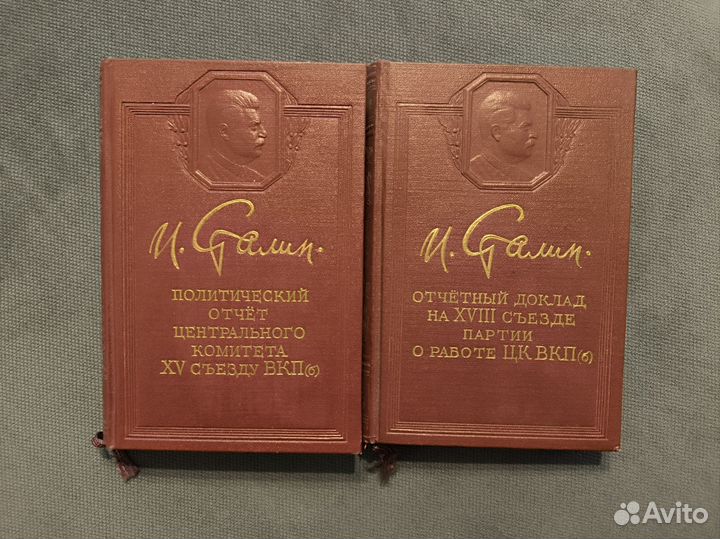 И. Сталин.
ПОЛИТИЧЕСКИЙ
ОТЧЁТ
ЦЕНТРАЛЬНОГО
КОМИТЕТА
XV СЪЕЗДУ ВКП(б)
И. Сталин.
ОТЧЁТНЫЙ ДОКЛАД
НА XVIII СЪЕЗДЕ
ПАРТИИ
О РАБОТЕ ЦК ВКП(б)
Avito